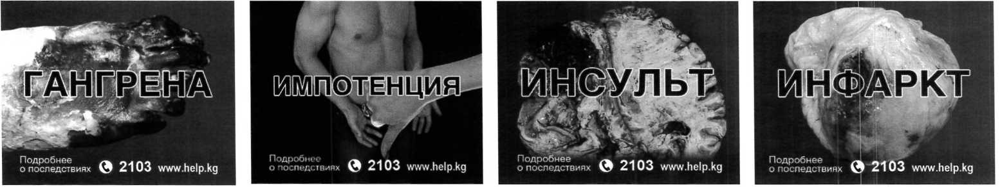 ГАНГРЕНА
Подробнее
о последствиях 2103 www.help.kg
ИМПОТЕНЦИЯ
Подробнее
о последствиях 2103 www.help.kg
ИНСУЛЬТ
Подробнее
о последствиях 2103 www.help.kg
ИНФАРКТ
Подробнее
о последствиях 2103 www.help.kg